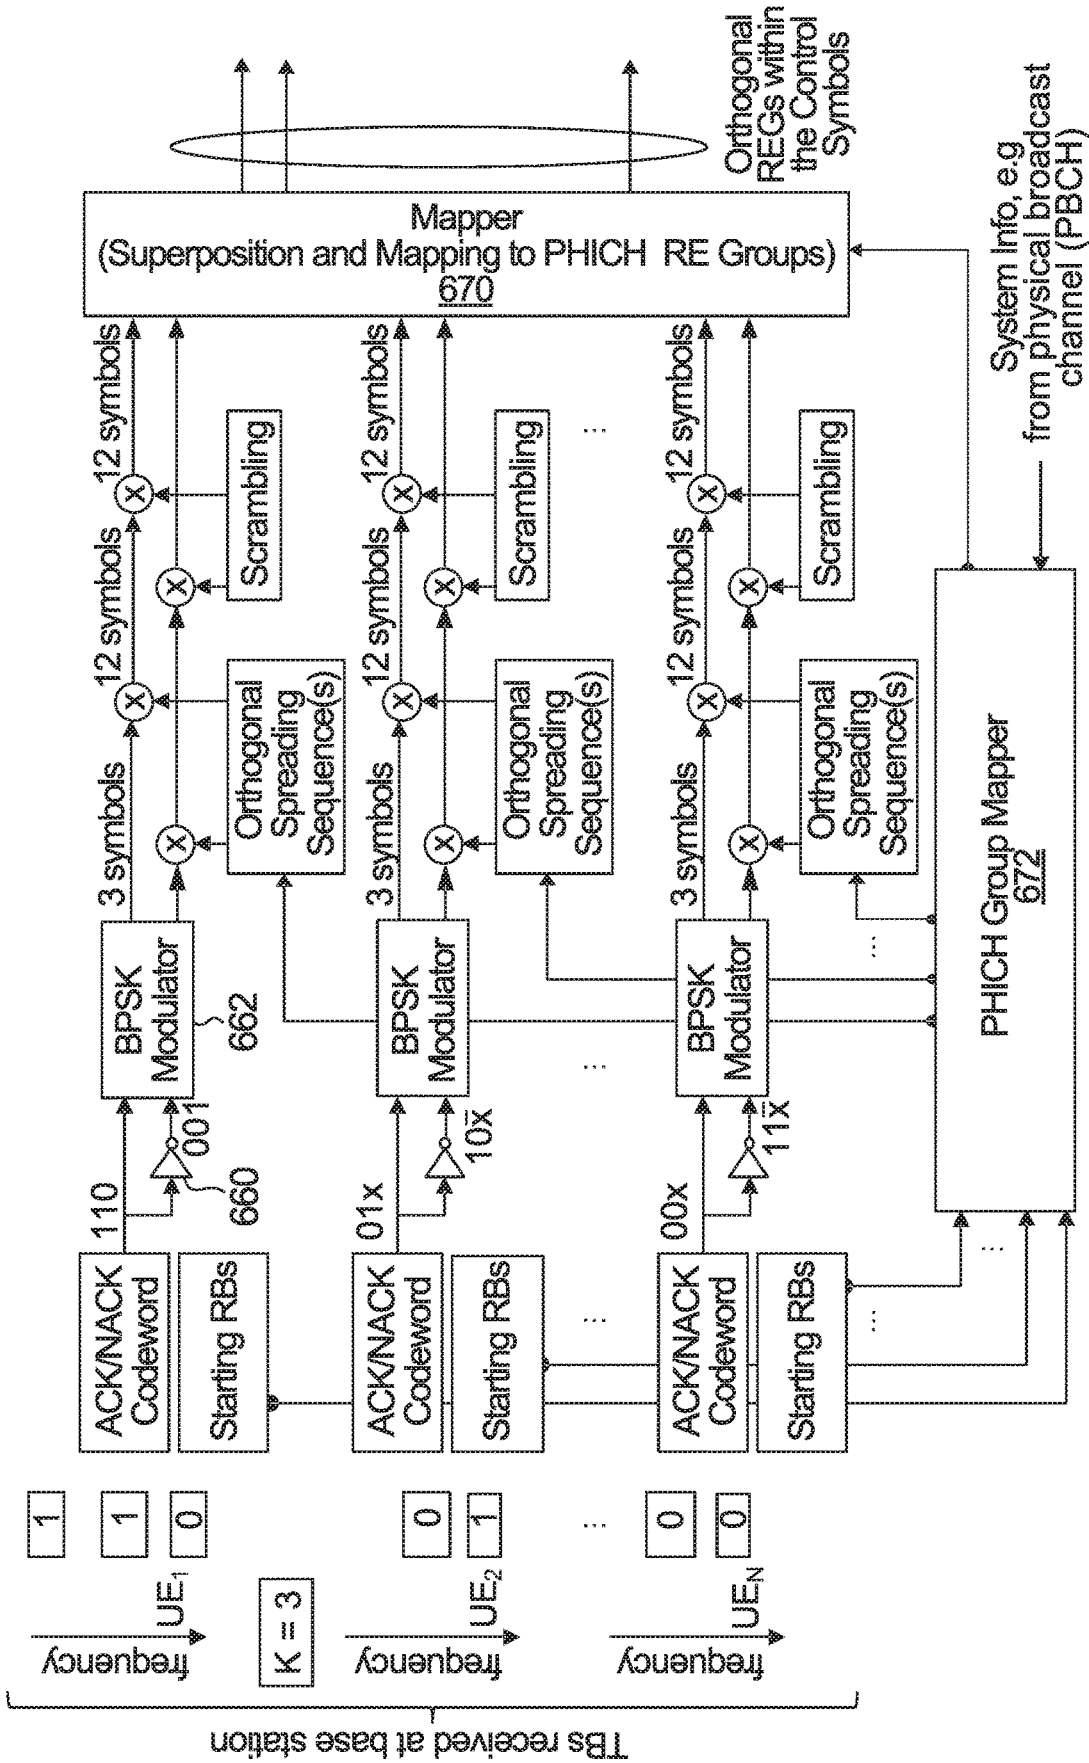 TBs received at base station
frequency
UE1
1
1
0
K = 3
frequency
UE2
0
1
...
frequency
UEN
0
0
ACK/NACK
Codeword
Starting RBs
110
660
001
BPSK
Modulator
662
3 symbols
Orthogonal
Spreading
Sequence(s)
X
X
12 symbols
Scrambling
X
X
12 symbols
ACK/NACK
Codeword
Starting RBs
01x
10x̅
BPSK
Modulator
3 symbols
Orthogonal
Spreading
Sequence(s)
X
X
12 symbols
Scrambling
X
X
12 symbols
...
...
...
ACK/NACK
Codeword
Starting RBs
00x
11x̅
BPSK
Modulator
3 symbols
Orthogonal
Spreading
Sequence(s)
X
X
12 symbols
Scrambling
X
X
12 symbols
...
...
...
Mapper
(Superposition and Mapping to PHICH RE Groups)
670
Orthogonal
REGs within
the Control
Symbols
PHICH Group Mapper
672
System Info, e.g
from physical broadcast
channel (PBCH)